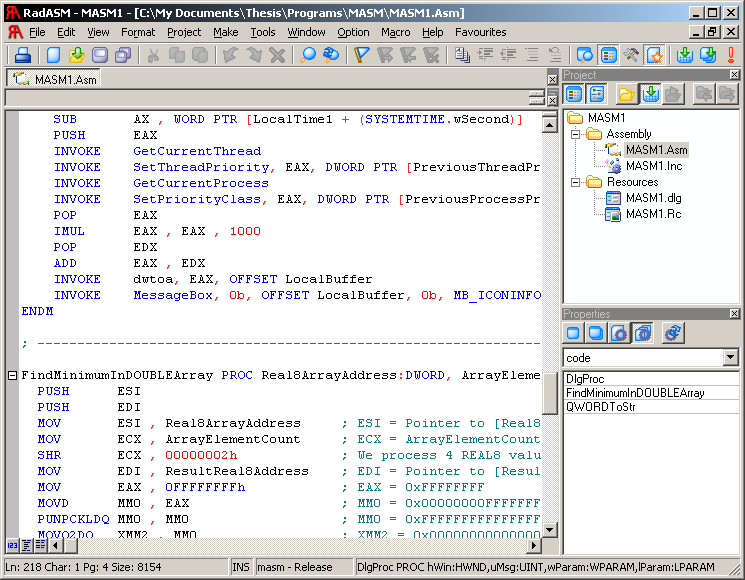 RadASM - MASM1 - [C:\My Documents\Thesis\Programs\MASM\MASM1.Asm]
File Edit View Format Project Make Tools Window Option Macro Help Favourites
MASM1.Asm
SUB AX , WORD PTR [LocalTime1 + (SYSTEMTIME.wSecond)]
PUSH EAX
INVOKE GetCurrentThread
INVOKE SetThreadPriority, EAX, DWORD PTR [PreviousThreadPr
INVOKE GetCurrentProcess
INVOKE SetPriorityClass, EAX, DWORD PTR [PreviousProcessPr
POP EAX
IMUL EAX , EAX , 1000
POP EDX
ADD EAX , EDX
INVOKE dwtoa, EAX, OFFSET LocalBuffer
INVOKE MessageBox, 0b, OFFSET LocalBuffer, 0b, MB_ICONINFO
ENDM
; ----------------------------------------------------------------
FindMinimumInDOUBLEArray PROC Real8ArrayAddress:DWORD, ArrayEleme
PUSH ESI
PUSH EDI
MOV ESI , Real8ArrayAddress ; ESI = Pointer to [Real8
MOV ECX , ArrayElementCount ; ECX = ArrayElementCount
SHR ECX , 00000002h ; We process 4 REAL8 valu
MOV EDI , ResultReal8Address ; EDI = Pointer to [Resul
MOV EAX , 0FFFFFFFFh ; EAX = 0xFFFFFFFF
MOVD MM0 , EAX ; MM0 = 0x00000000FFFFFFF
PUNPCKLDQ MM0 , MM0 ; MM0 = 0xFFFFFFFFFFFFFFF
MOVQ2DQ XMM2 , MM0 ; XMM2 = 0x00000000000000
Project
MASM1
Assembly
MASM1.Asm
MASM1.Inc
Resources
MASM1.dlg
MASM1.Rc
Properties
code
DlgProc
FindMinimumInDOUBLEArray
QWORDToStr
Ln: 218 Char: 1 Pg: 4 Size: 8154 INS masm - Release DlgProc PROC hWin:HWND,uMsg:UINT,wParam:WPARAM,lParam:LPARAM